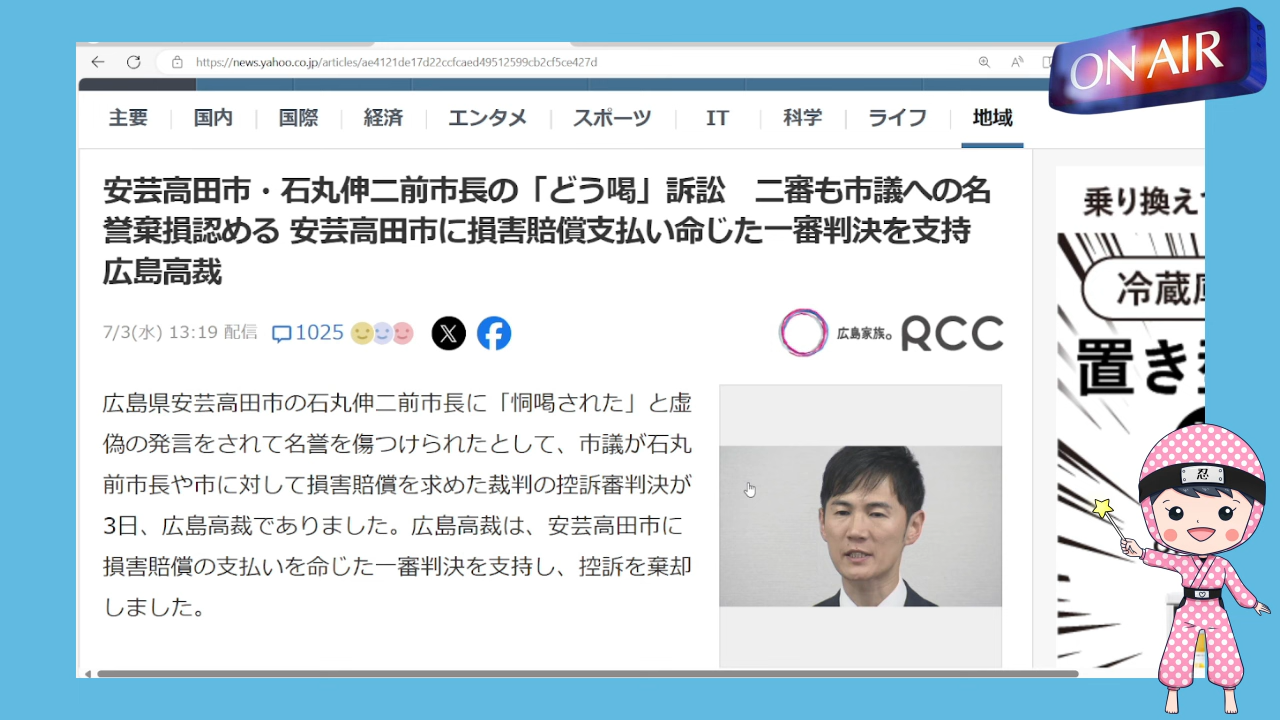 https://news.yahoo.co.jp/articles/ae4121de17d22ccfcaed49512599cb2cf5ce427d
ON AIR
主要 国内 国際 経済 エンタメ スポーツ IT 科学 ライフ 地域
安芸高田市・石丸伸二前市長の「どう喝」訴訟　二審も市議への名
誉棄損認める 安芸高田市に損害賠償支払い命じた一審判決を支持
広島高裁
7/3(水) 13:19 配信 1025
広島家族。 RCC
広島県安芸高田市の石丸伸二前市長に「恫喝された」と虚
偽の発言をされて名誉を傷つけられたとして、市議が石丸
前市長や市に対して損害賠償を求めた裁判の控訴審判決が
3日、広島高裁でありました。広島高裁は、安芸高田市に
損害賠償の支払いを命じた一審判決を支持し、控訴を棄却
しました。
乗り換え
冷蔵
置き
忍